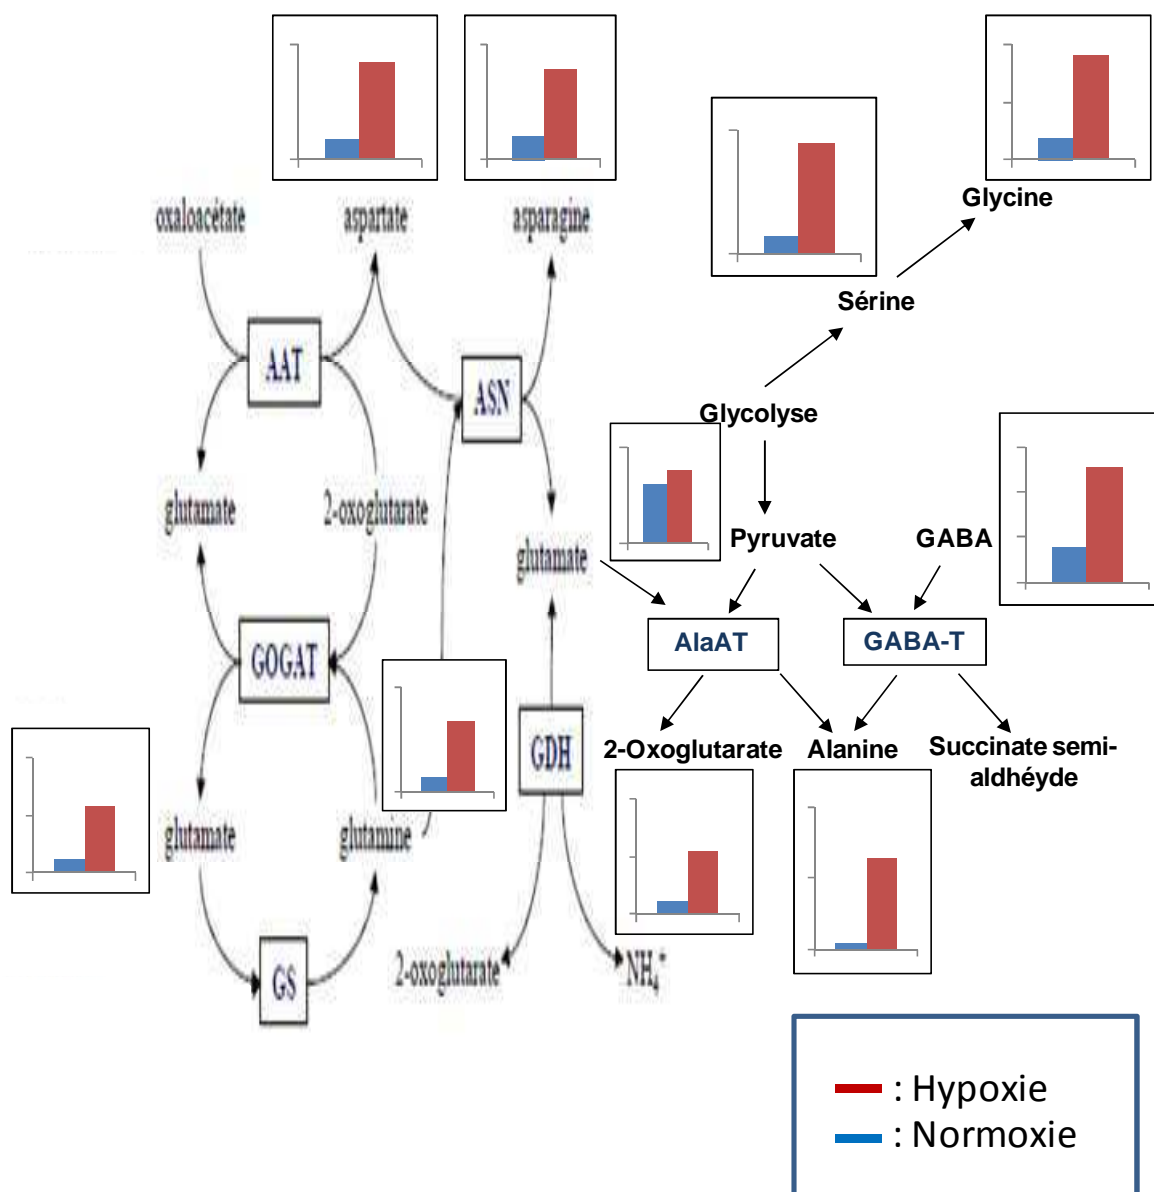 Glycine
oxaloacétate
aspartate
asparagine
Sérine
AAT
ASN
Glycolyse
glutamate
2-oxoglutarate
Pyruvate
GABA
glutamate
GOGAT
AlaAT
GABA-T
GDH
2-Oxoglutarate
Alanine
Succinate semi-
aldhéyde
glutamate
glutamine
2-oxoglutarate
NH₄⁺
GS
: Hypoxie
: Normoxie